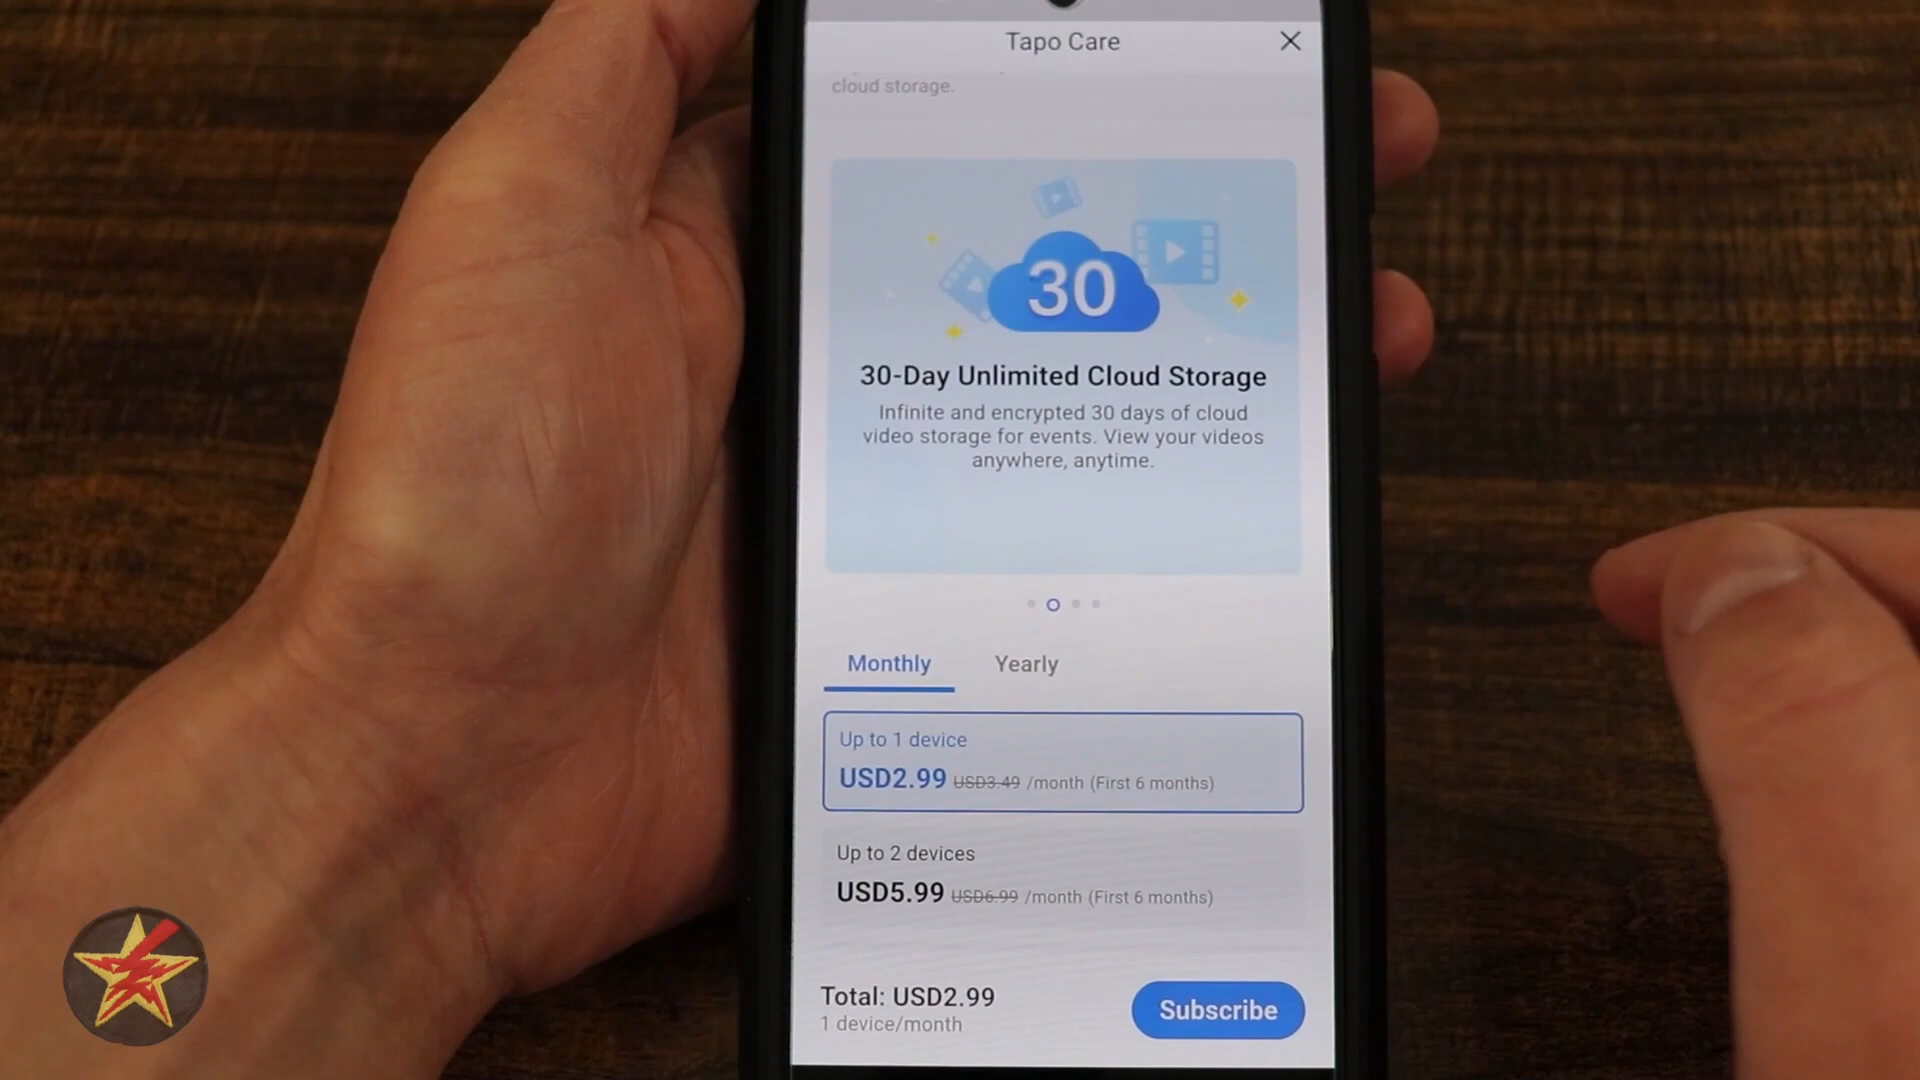 Tapo Care
cloud storage.
30
30-Day Unlimited Cloud Storage
Infinite and encrypted 30 days of cloud
video storage for events. View your videos
anywhere, anytime.
Monthly Yearly
Up to 1 device
USD2.99 USD3.49 /month (First 6 months)
Up to 2 devices
USD5.99 USD6.99 /month (First 6 months)
Total: USD2.99
1 device/month
Subscribe